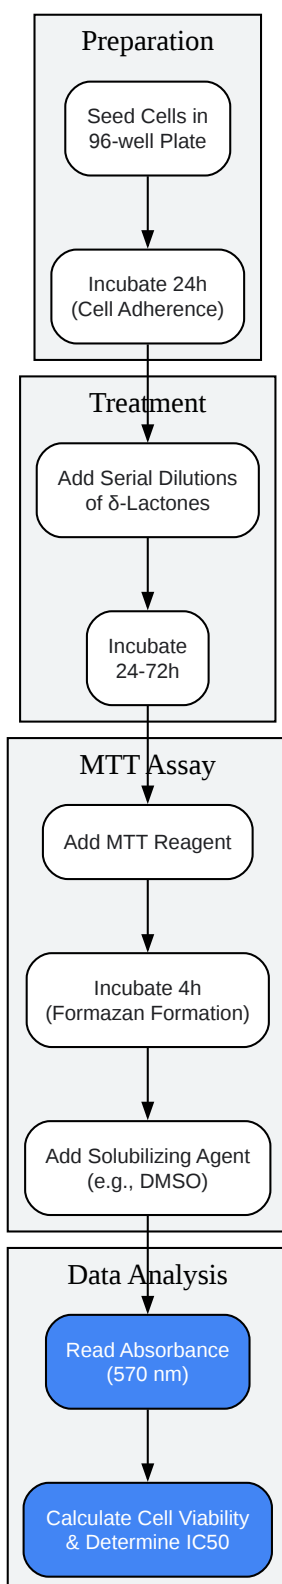 Preparation
Seed Cells in
96-well Plate
Incubate 24h
(Cell Adherence)
Treatment
Add Serial Dilutions
of δ-Lactones
Incubate
24-72h
MTT Assay
Add MTT Reagent
Incubate 4h
(Formazan Formation)
Add Solubilizing Agent
(e.g., DMSO)
Data Analysis
Read Absorbance
(570 nm)
Calculate Cell Viability
& Determine IC50